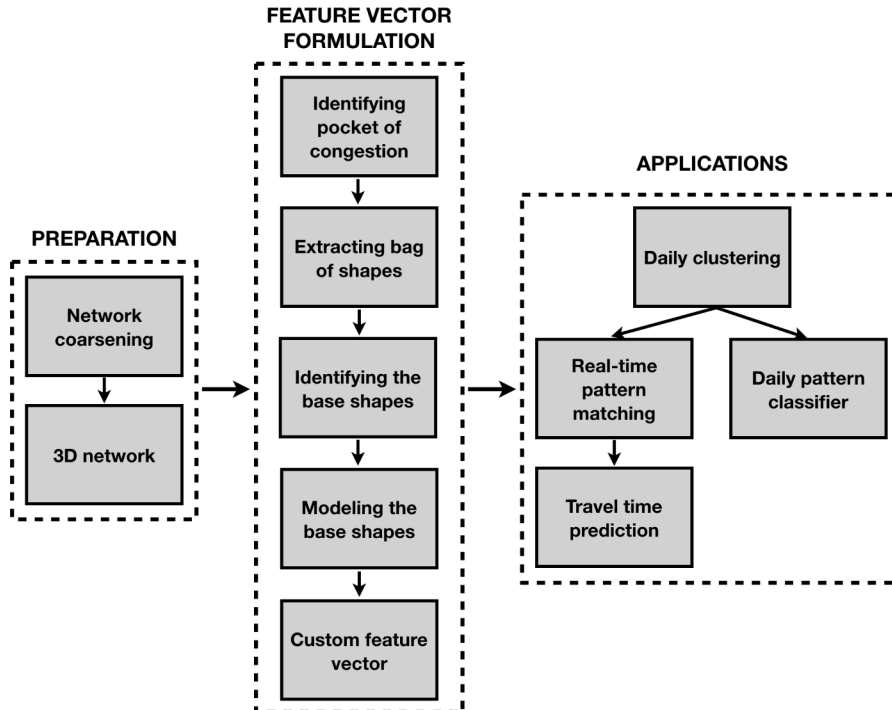 PREPARATION
Network
coarsening
3D network
FEATURE VECTOR
FORMULATION
Identifying
pocket of
congestion
Extracting bag
of shapes
Identifying the
base shapes
Modeling the
base shapes
Custom feature
vector
APPLICATIONS
Daily clustering
Real-time
pattern
matching
Daily pattern
classifier
Travel time
prediction